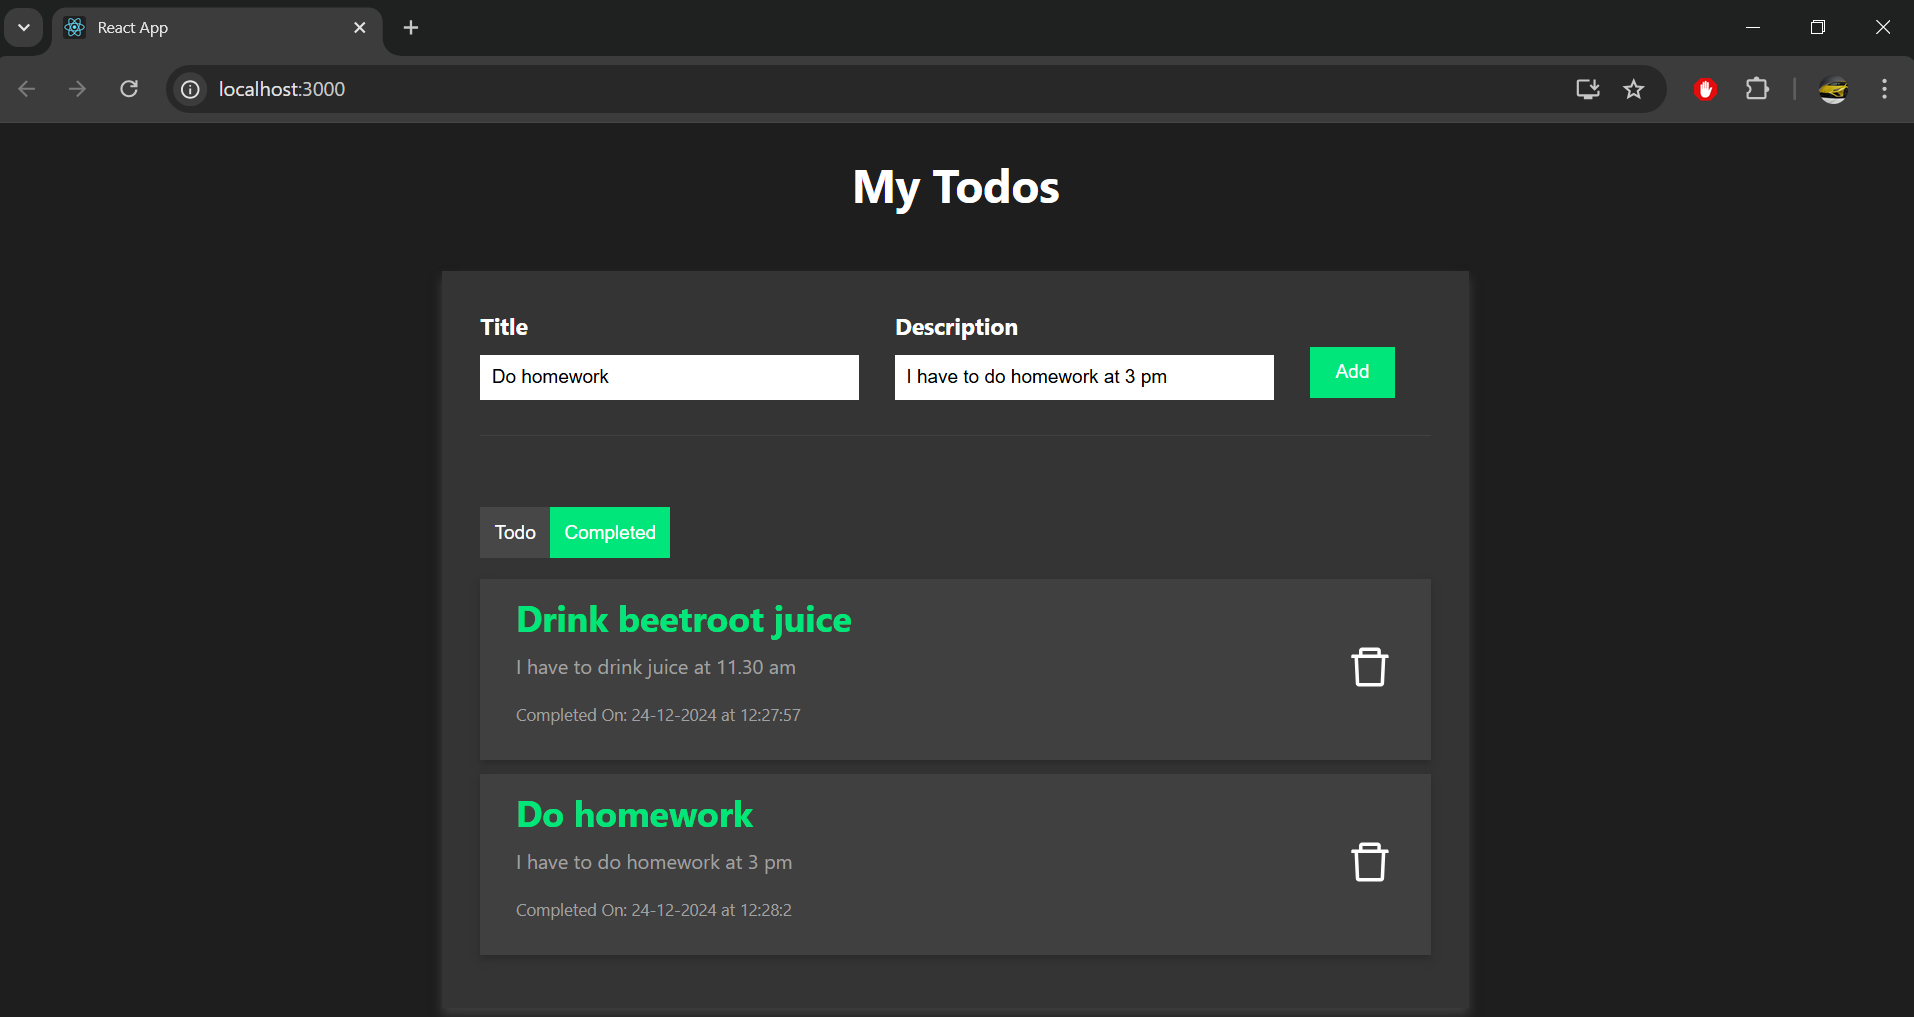 React App
localhost:3000
My Todos
Title Description
Do homework I have to do homework at 3 pm Add
Todo Completed
Drink beetroot juice
I have to drink juice at 11.30 am
Completed On: 24-12-2024 at 12:27:57
Do homework
I have to do homework at 3 pm
Completed On: 24-12-2024 at 12:28:2